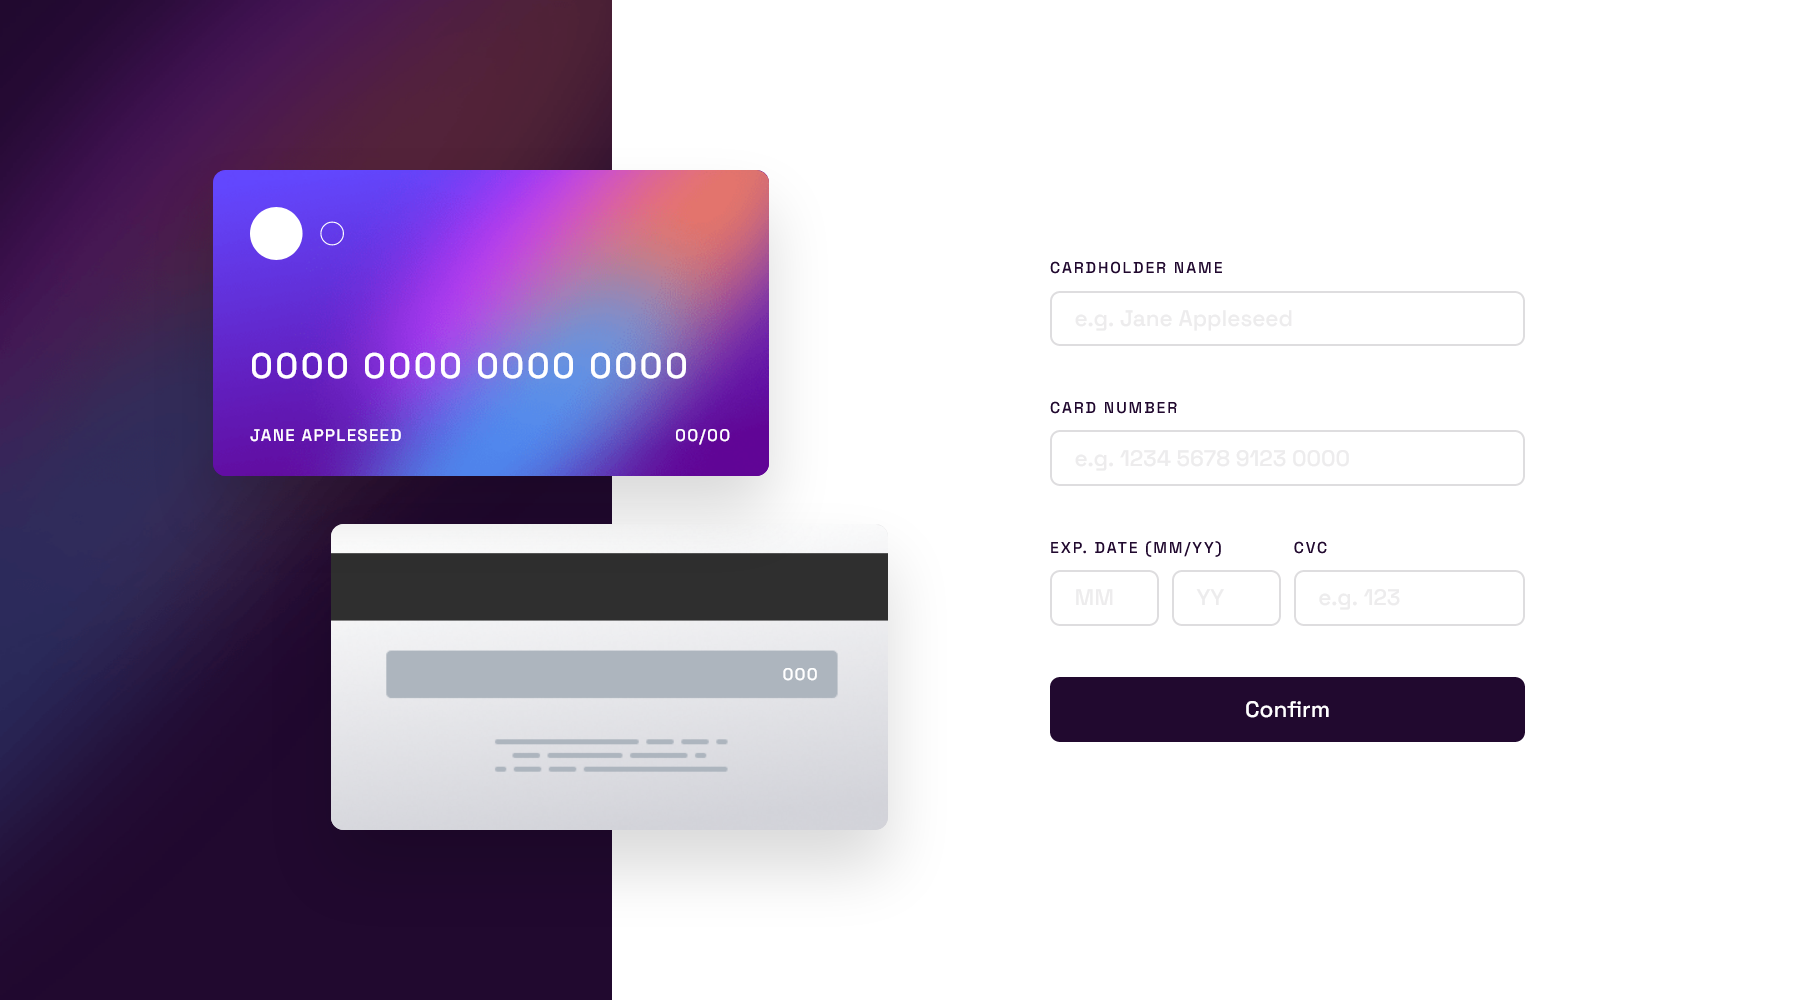 0000 0000 0000 0000
JANE APPLESEED 00/00
000
CARDHOLDER NAME
e.g. Jane Appleseed
CARD NUMBER
e.g. 1234 5678 9123 0000
EXP. DATE (MM/YY) CVC
MM YY e.g. 123
Confirm